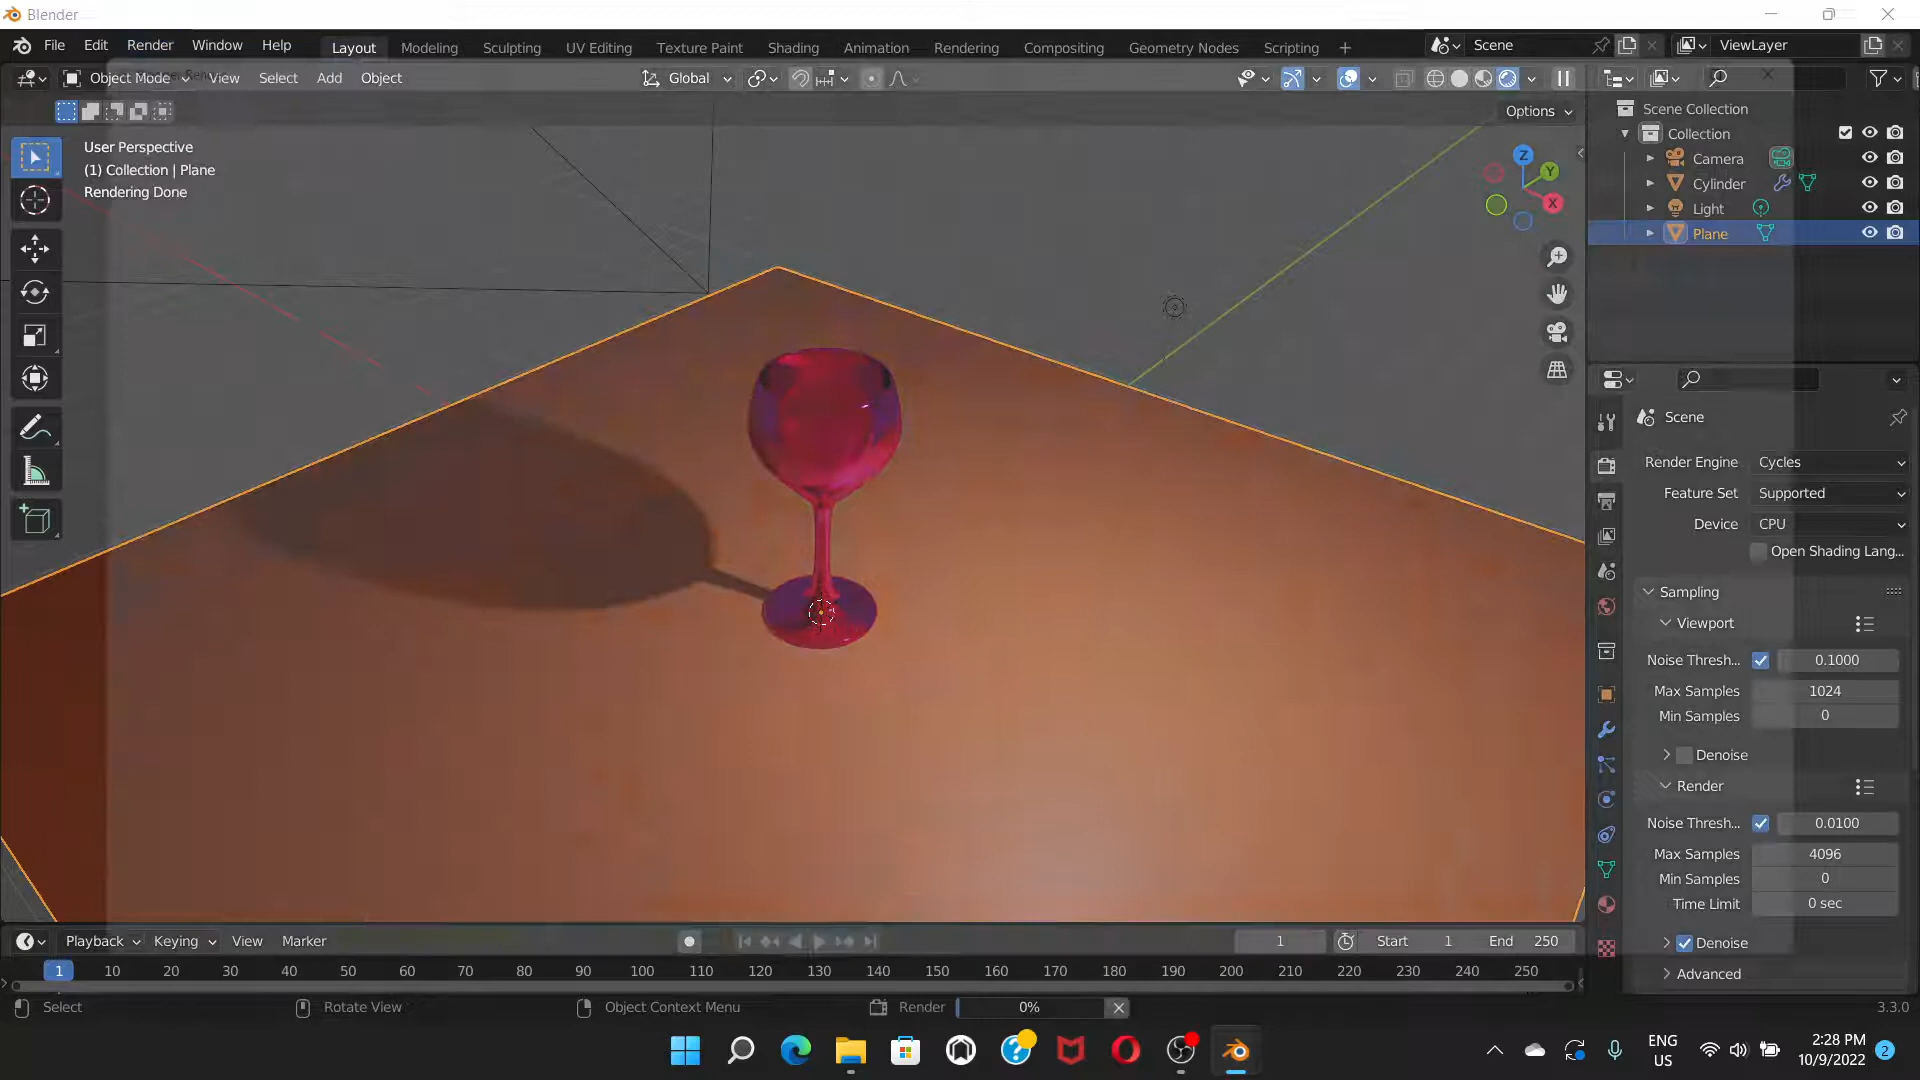 Blender
File Edit Render Window Help Layout Modeling Sculpting UV Editing Texture Paint Shading Animation Rendering Compositing Geometry Nodes Scripting + Scene ViewLayer
Object Mode View Select Add Object Global
Options
User Perspective
(1) Collection | Plane
Rendering Done
Z
Y
X
Scene Collection
Collection
Camera
Cylinder
Light
Plane
Scene
Render Engine Cycles
Feature Set Supported
Device CPU
Open Shading Lang...
Sampling
Viewport
Noise Thresh... 0.1000
Max Samples 1024
Min Samples 0
Denoise
Render
Noise Thresh... 0.0100
Max Samples 4096
Min Samples 0
Time Limit 0 sec
Denoise
Advanced
Playback Keying View Marker 1 Start 1 End 250
1 10 20 30 40 50 60 70 80 90 100 110 120 130 140 150 160 170 180 190 200 210 220 230 240 250
Select Rotate View Object Context Menu Render 0% 3.3.0
ENG
US
2:28 PM
10/9/2022
2